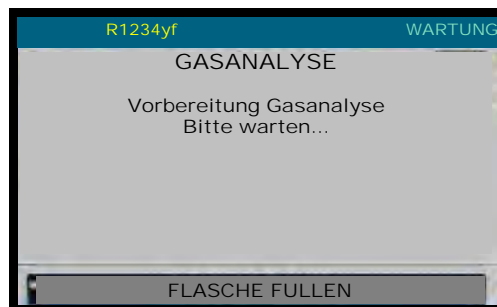 R1234yf WARTUNG
GASANALYSE
Vorbereitung Gasanalyse
Bitte warten...
FLASCHE FULLEN